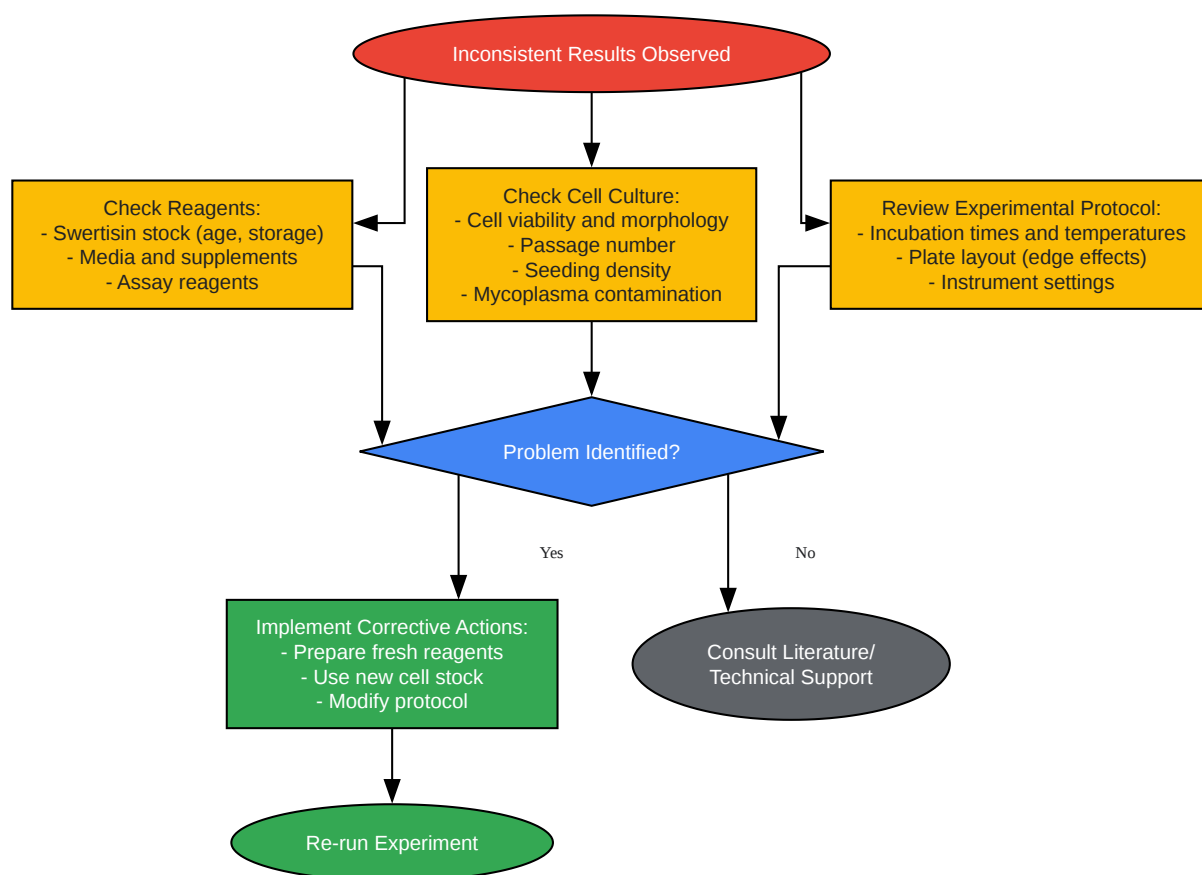 Inconsistent Results Observed
Check Reagents:
- Swertisin stock (age, storage)
- Media and supplements
- Assay reagents
Check Cell Culture:
- Cell viability and morphology
- Passage number
- Seeding density
- Mycoplasma contamination
Review Experimental Protocol:
- Incubation times and temperatures
- Plate layout (edge effects)
- Instrument settings
Problem Identified?
Yes
No
Implement Corrective Actions:
- Prepare fresh reagents
- Use new cell stock
- Modify protocol
Consult Literature/
Technical Support
Re-run Experiment